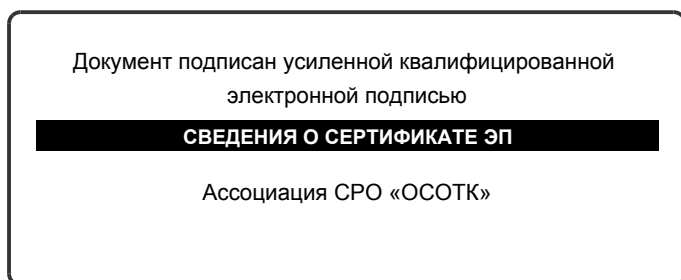 Документ подписан усиленной квалифицированной
электронной подписью
СВЕДЕНИЯ О СЕРТИФИКАТЕ ЭП
Ассоциация СРО «ОСОТК»